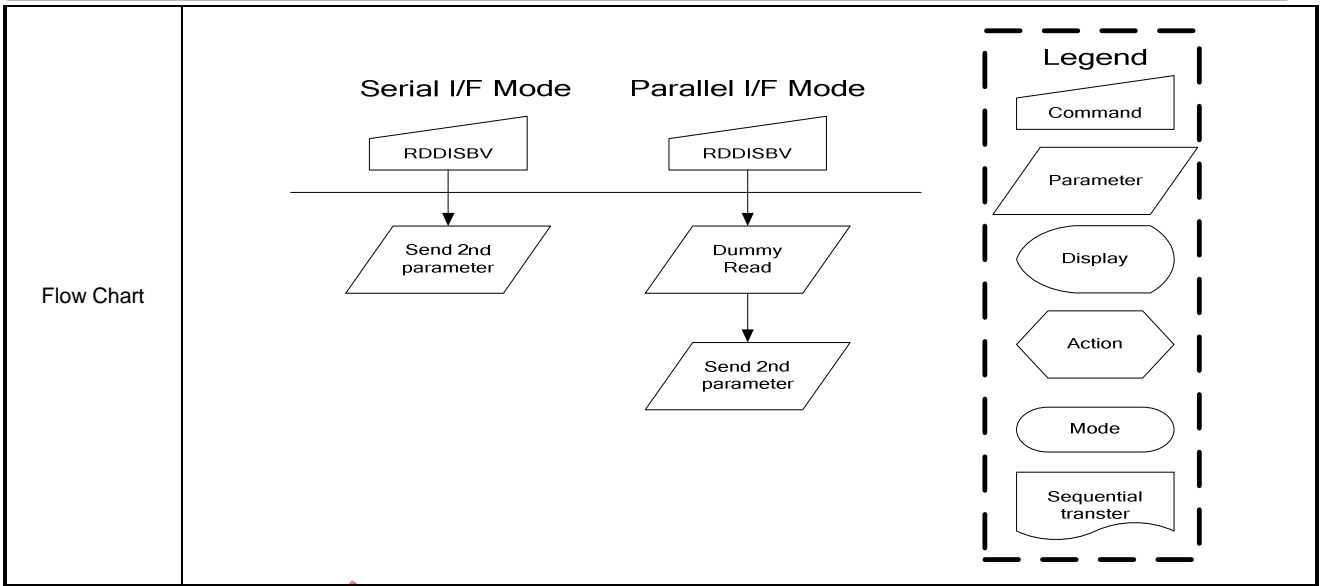 Flow Chart
Serial I/F Mode
RDDISBV
Send 2nd
parameter
Parallel I/F Mode
RDDISBV
Dummy
Read
Send 2nd
parameter
Legend
Command
Parameter
Display
Action
Mode
Sequential
transter